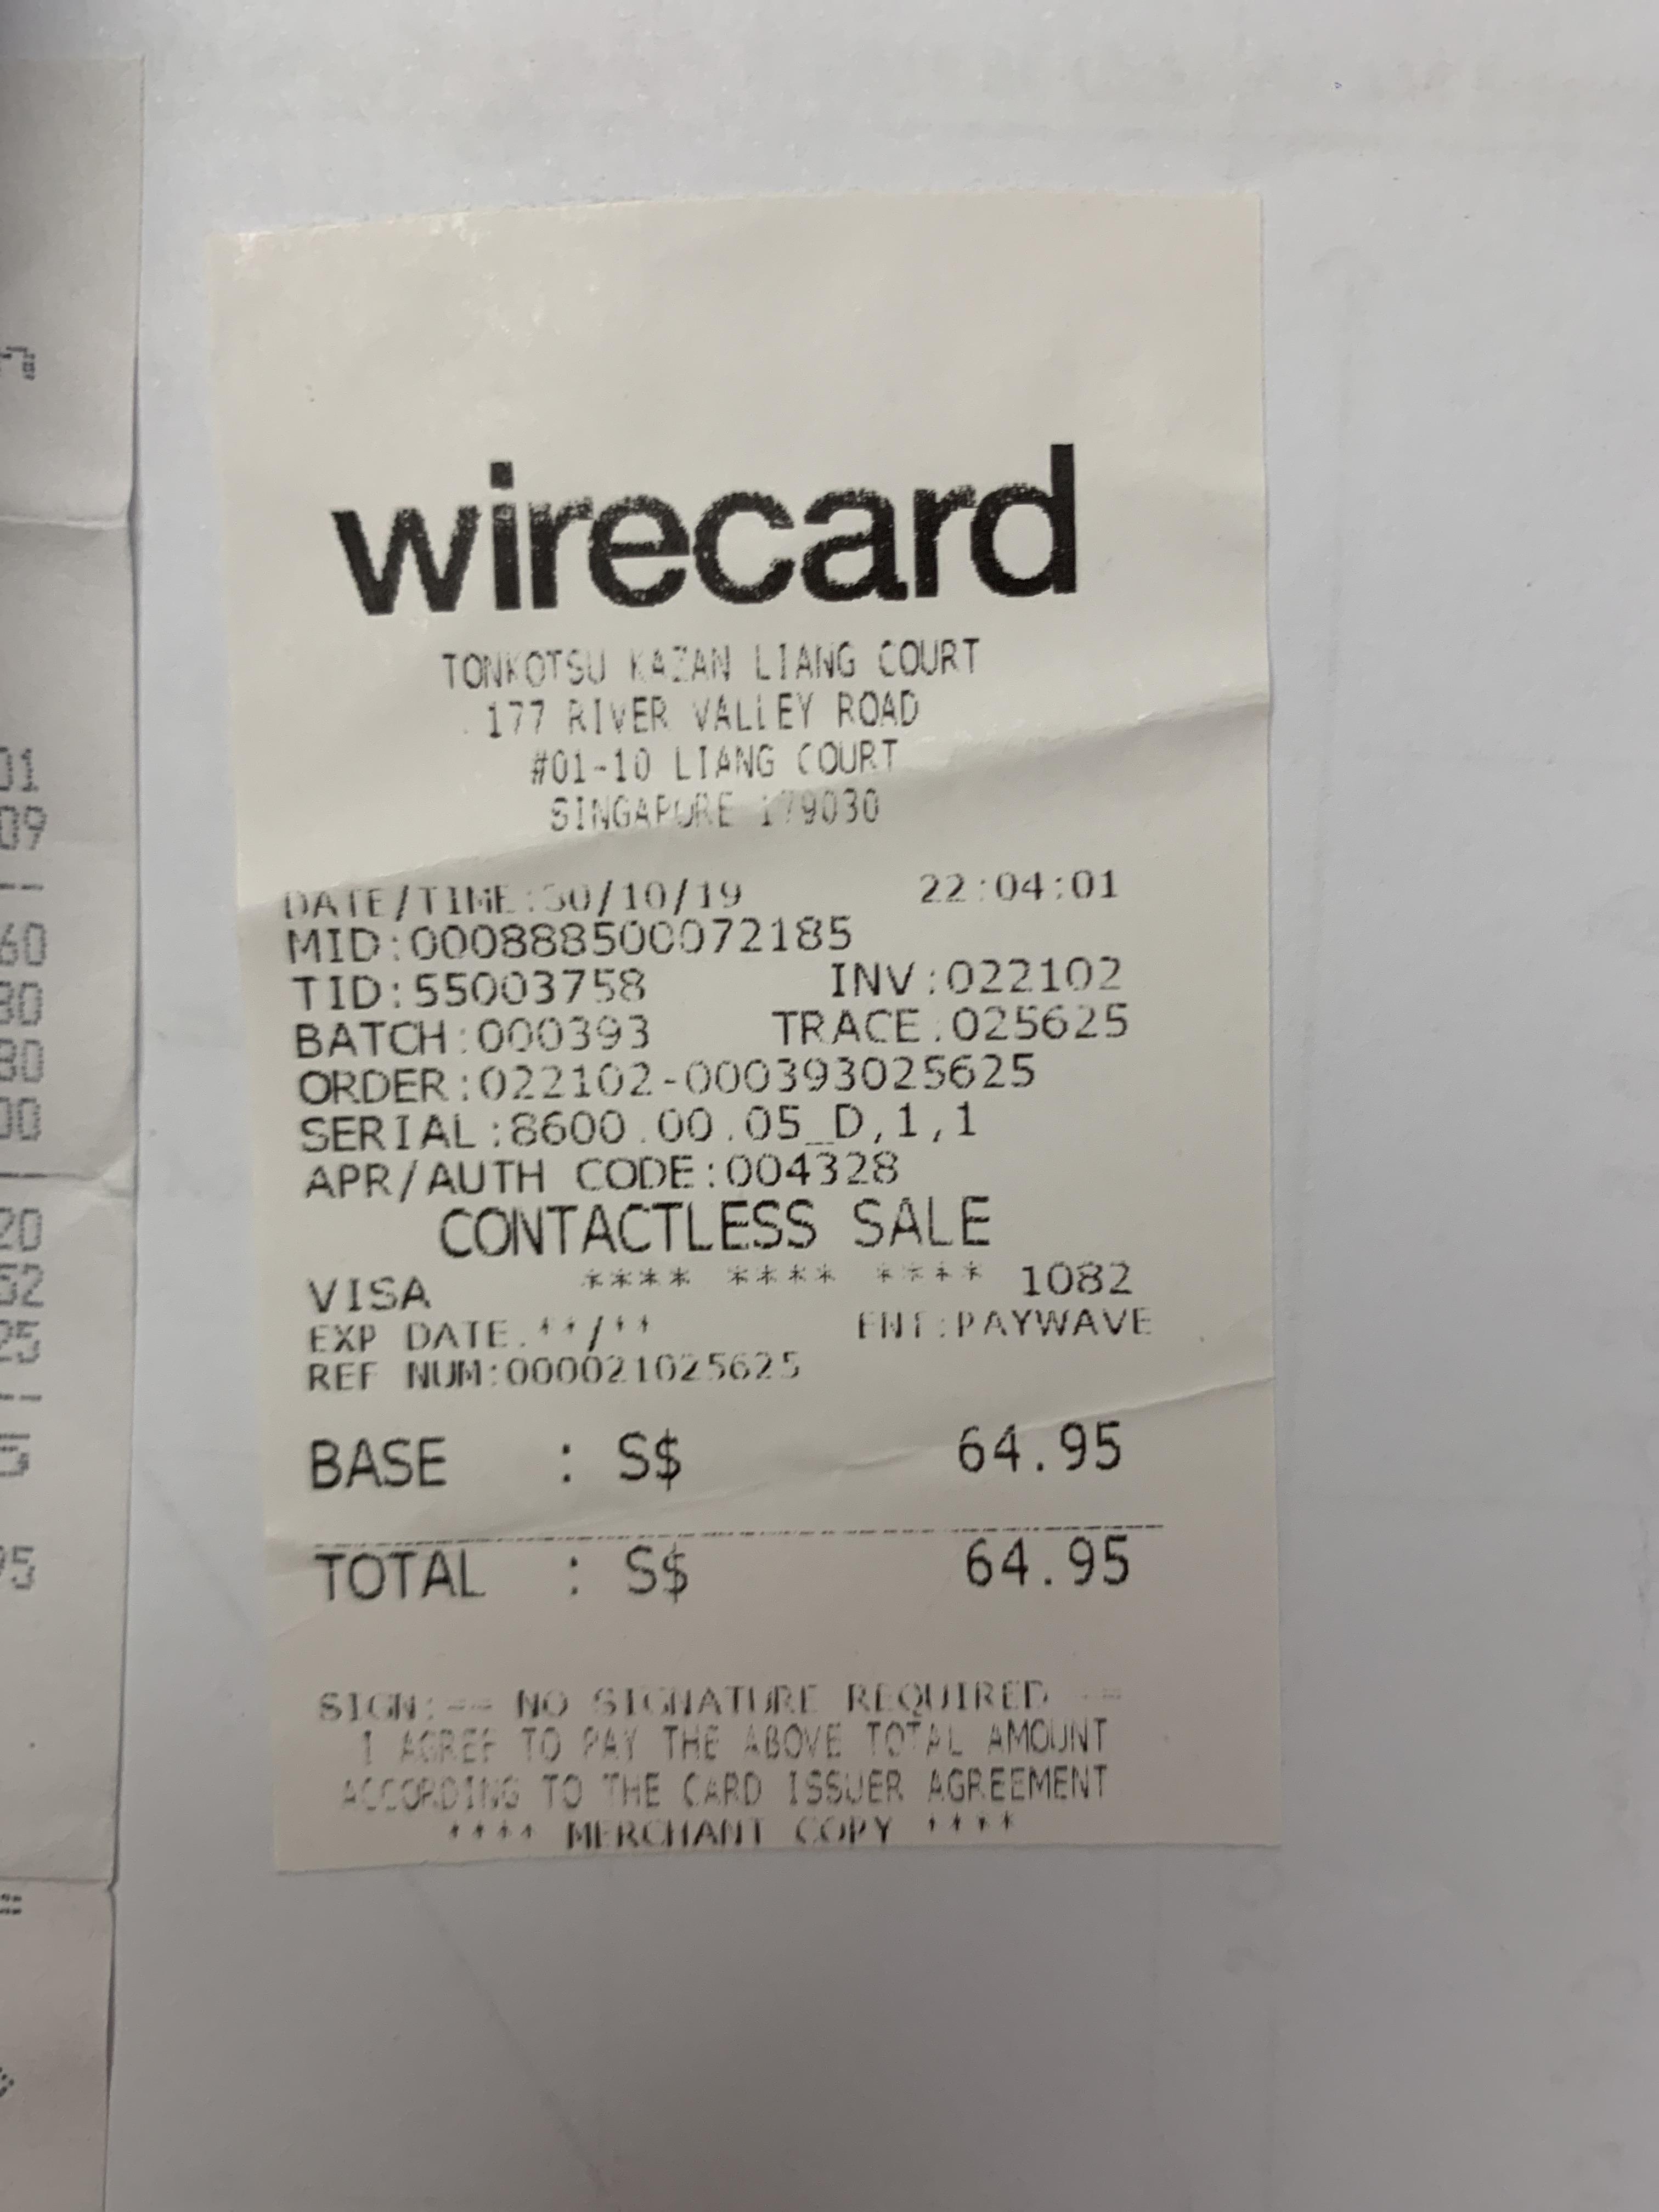 wirecard
TONKOTSU KAZAN LIANG COURT
177 RIVER VALLEY ROAD
#01-10 LIANG COURT
SINGAPORE 179030
DATE/TIME:30/10/19 22:04:01
MID:000888500072185
TID:55003758 INV:022102
BATCH:000393 TRACE:025625
ORDER:022102-000393025625
SERIAL:8600.00.05_D,1,1
APR/AUTH CODE:004328
CONTACTLESS SALE
VISA **** **** **** 1082
EXP DATE:**/** ENT:PAYWAVE
REF NUM:000021025625
BASE : S$ 64.95
TOTAL : S$ 64.95
SIGN:-- NO SIGNATURE REQUIRED --
I AGREE TO PAY THE ABOVE TOTAL AMOUNT
ACCORDING TO THE CARD ISSUER AGREEMENT
**** MERCHANT COPY ****